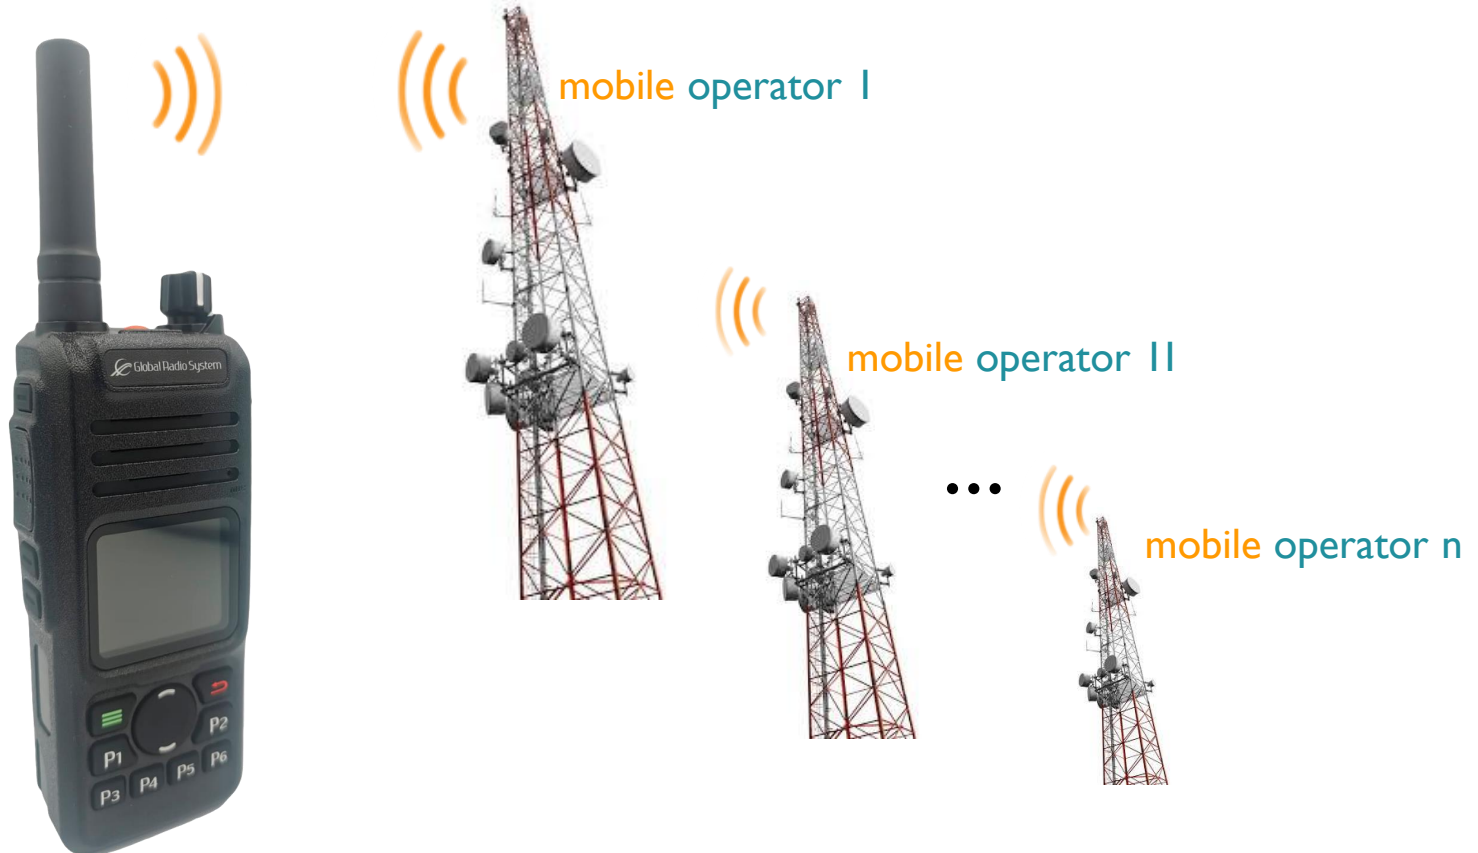 mobile operator I
Global Radio System
mobile operator II
...
mobile operator n
P1
P2
P3
P4
P5
P6